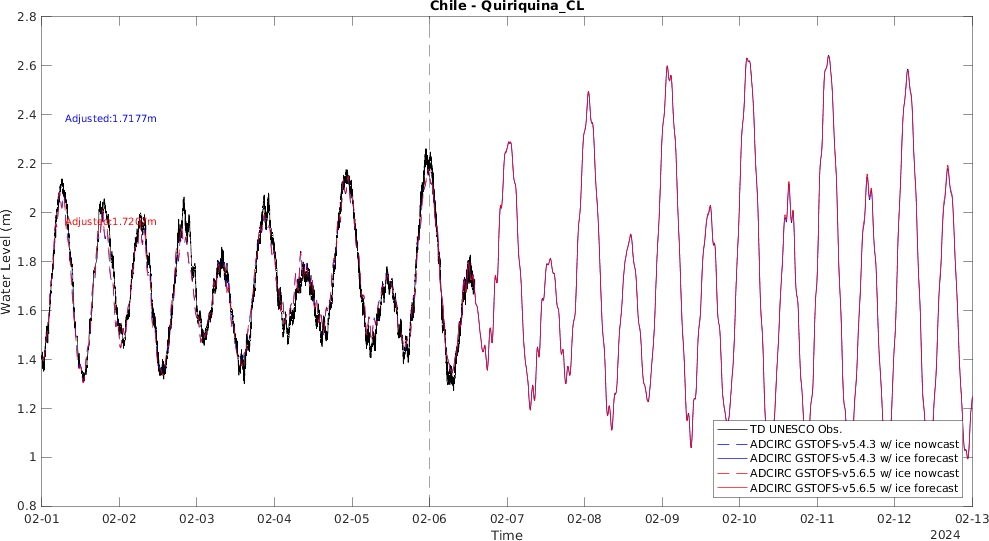 Chile - Quiriquina_CL
2.8
2.6
2.4
2.2
2
1.8
1.6
1.4
1.2
1
0.8
Water Level (m)
Adjusted:1.7177m
TD UNESCO Obs.
ADCIRC GSTOFS-v5.4.3 w/ ice nowcast
ADCIRC GSTOFS-v5.4.3 w/ ice forecast
ADCIRC GSTOFS-v5.6.5 w/ ice nowcast
ADCIRC GSTOFS-v5.6.5 w/ ice forecast
02-01 02-02 02-03 02-04 02-05 02-06 02-07 02-08 02-09 02-10 02-11 02-12 02-13
Time
2024